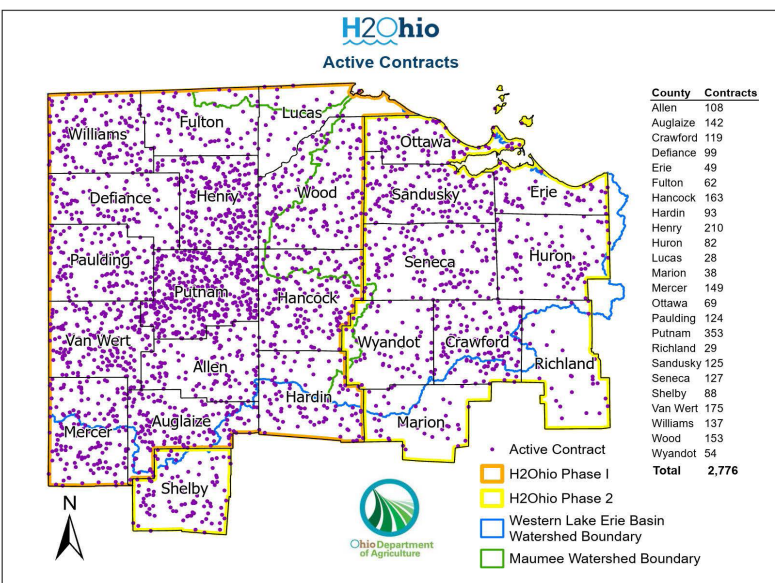 H2Ohio
Active Contracts
County Contracts
Allen 108
Auglaize 142
Crawford 119
Defiance 99
Erie 49
Fulton 62
Hancock 163
Hardin 93
Henry 210
Huron 82
Lucas 28
Marion 38
Mercer 149
Ottawa 69
Paulding 124
Putnam 353
Richland 29
Sandusky 125
Seneca 127
Shelby 88
Van Wert 175
Williams 137
Wood 153
Wyandot 54
Total 2,776
Williams
Fulton
Lucas
Ottawa
Defiance
Henry
Wood
Sandusky
Erie
Paulding
Putnam
Hancock
Seneca
Huron
Van Wert
Allen
Wyandot
Crawford
Richland
Hardin
Mercer
Auglaize
Marion
Shelby
N
Ohio Department
of Agriculture
Active Contract
H2Ohio Phase I
H2Ohio Phase 2
Western Lake Erie Basin
Watershed Boundary
Maumee Watershed Boundary